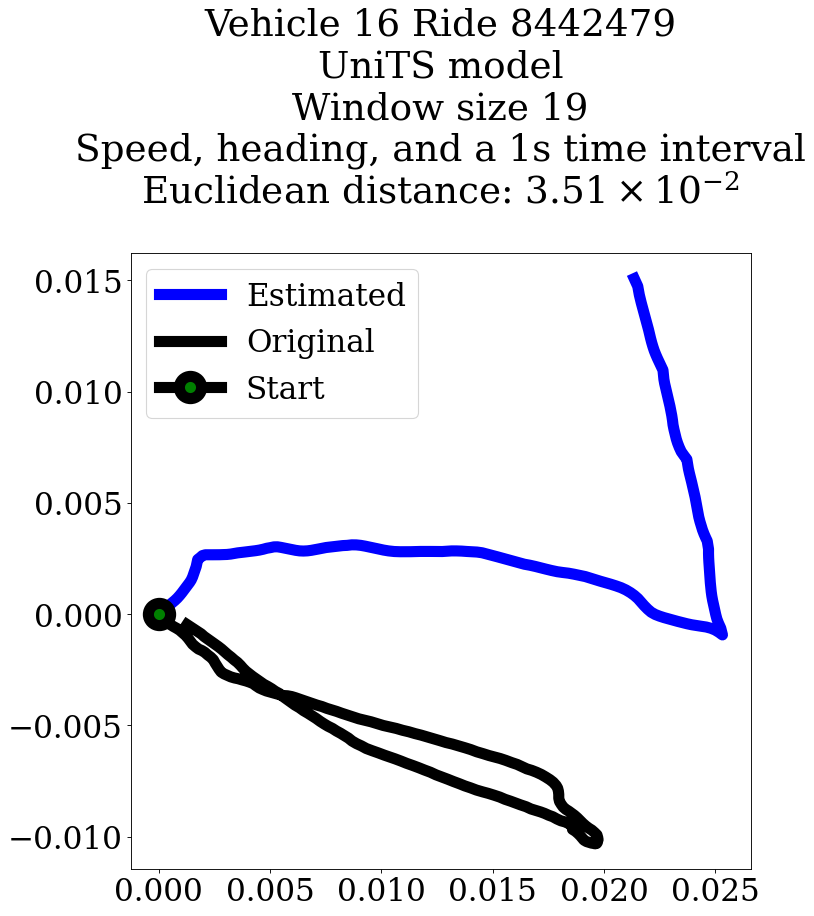 Vehicle 16 Ride 8442479
UniTS model
Window size 19
Speed, heading, and a 1s time interval
Euclidean distance: 3.51 × 10⁻²
Estimated
Original
Start
0.015
0.010
0.005
0.000
−0.005
−0.010
0.000 0.005 0.010 0.015 0.020 0.025